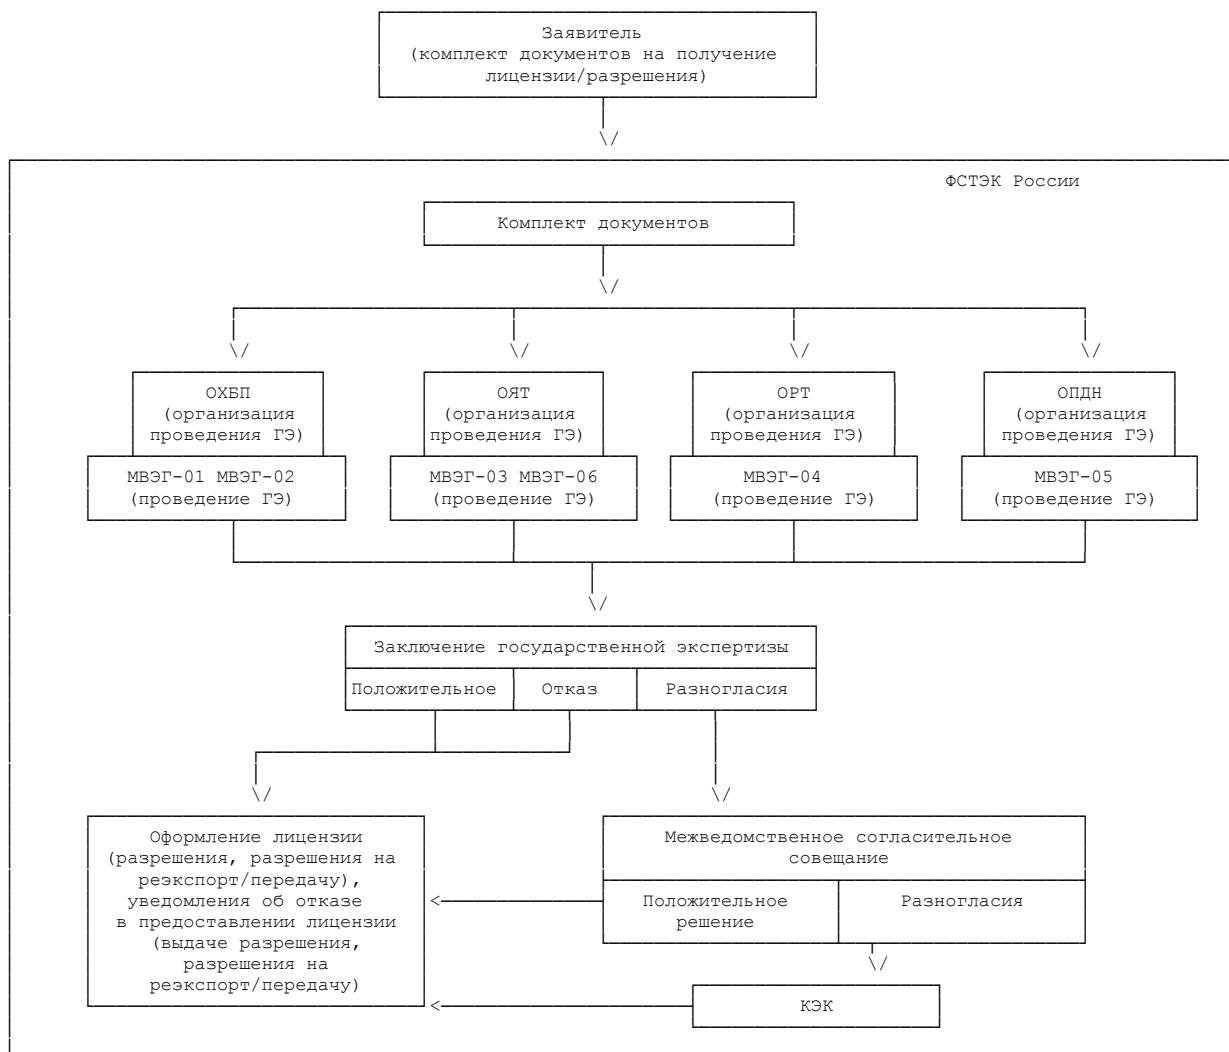 Заявитель
(комплект документов на получение
лицензии/разрешения)
ФСТЭК России
Комплект документов
ОХБП
(организация
проведения ГЭ)
МВЭГ-01 МВЭГ-02
(проведение ГЭ)
ОЯТ
(организация
проведения ГЭ)
МВЭГ-03 МВЭГ-06
(проведение ГЭ)
ОРТ
(организация
проведения ГЭ)
МВЭГ-04
(проведение ГЭ)
ОПДН
(организация
проведения ГЭ)
МВЭГ-05
(проведение ГЭ)
Заключение государственной экспертизы
Положительное Отказ Разногласия
Оформление лицензии
(разрешения, разрешения на
реэкспорт/передачу),
уведомления об отказе
в предоставлении лицензии
(выдаче разрешения,
разрешения на
реэкспорт/передачу)
Межведомственное согласительное
совещание
Положительное
решение
Разногласия
КЭК